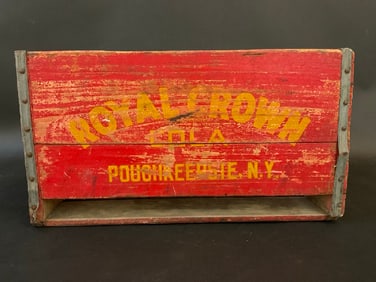 ROYAL CROWN
COLA
POUGHKEEPSIE, N.Y.